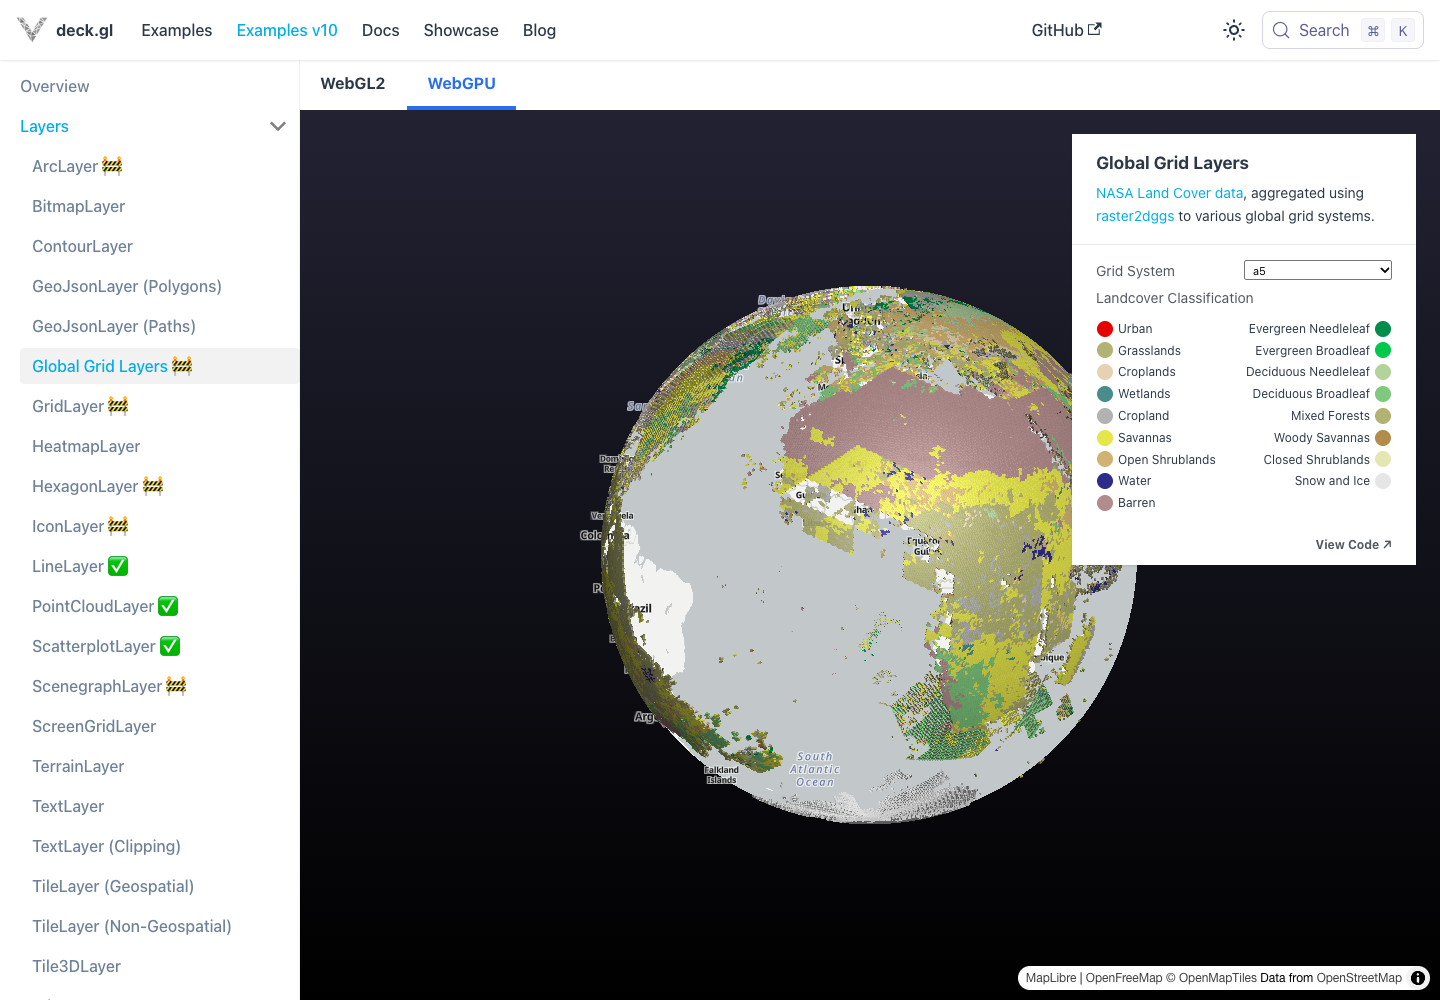 deck.gl Examples Examples v10 Docs Showcase Blog GitHub Search ⌘ K
Overview
Layers
ArcLayer 🚧
BitmapLayer
ContourLayer
GeoJsonLayer (Polygons)
GeoJsonLayer (Paths)
Global Grid Layers 🚧
GridLayer 🚧
HeatmapLayer
HexagonLayer 🚧
IconLayer 🚧
LineLayer ✅
PointCloudLayer ✅
ScatterplotLayer ✅
ScenegraphLayer 🚧
ScreenGridLayer
TerrainLayer
TextLayer
TextLayer (Clipping)
TileLayer (Geospatial)
TileLayer (Non-Geospatial)
Tile3DLayer
WebGL2 WebGPU
Global Grid Layers
NASA Land Cover data, aggregated using
raster2dggs to various global grid systems.
Grid System a5
Landcover Classification
Urban Evergreen Needleleaf
Grasslands Evergreen Broadleaf
Croplands Deciduous Needleleaf
Wetlands Deciduous Broadleaf
Cropland Mixed Forests
Savannas Woody Savannas
Open Shrublands Closed Shrublands
Water Snow and Ice
Barren
View Code ↗
Falkland
Islands
South
Atlantic
Ocean
MapLibre | OpenFreeMap © OpenMapTiles Data from OpenStreetMap